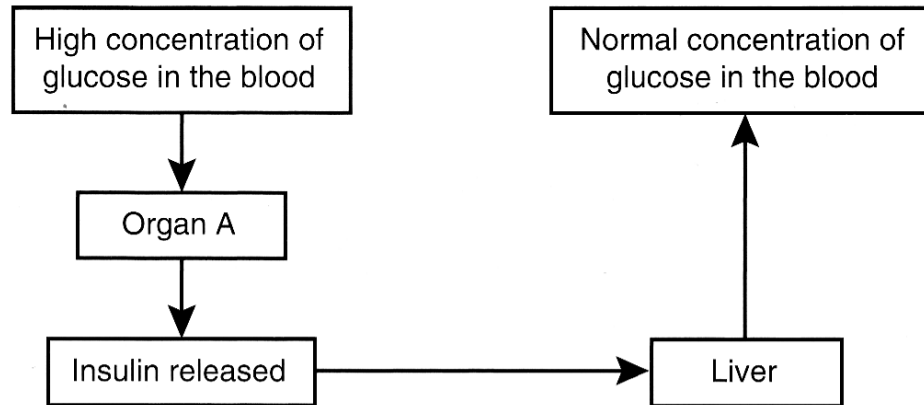 High concentration of
glucose in the blood
Normal concentration of
glucose in the blood
Organ A
Insulin released
Liver